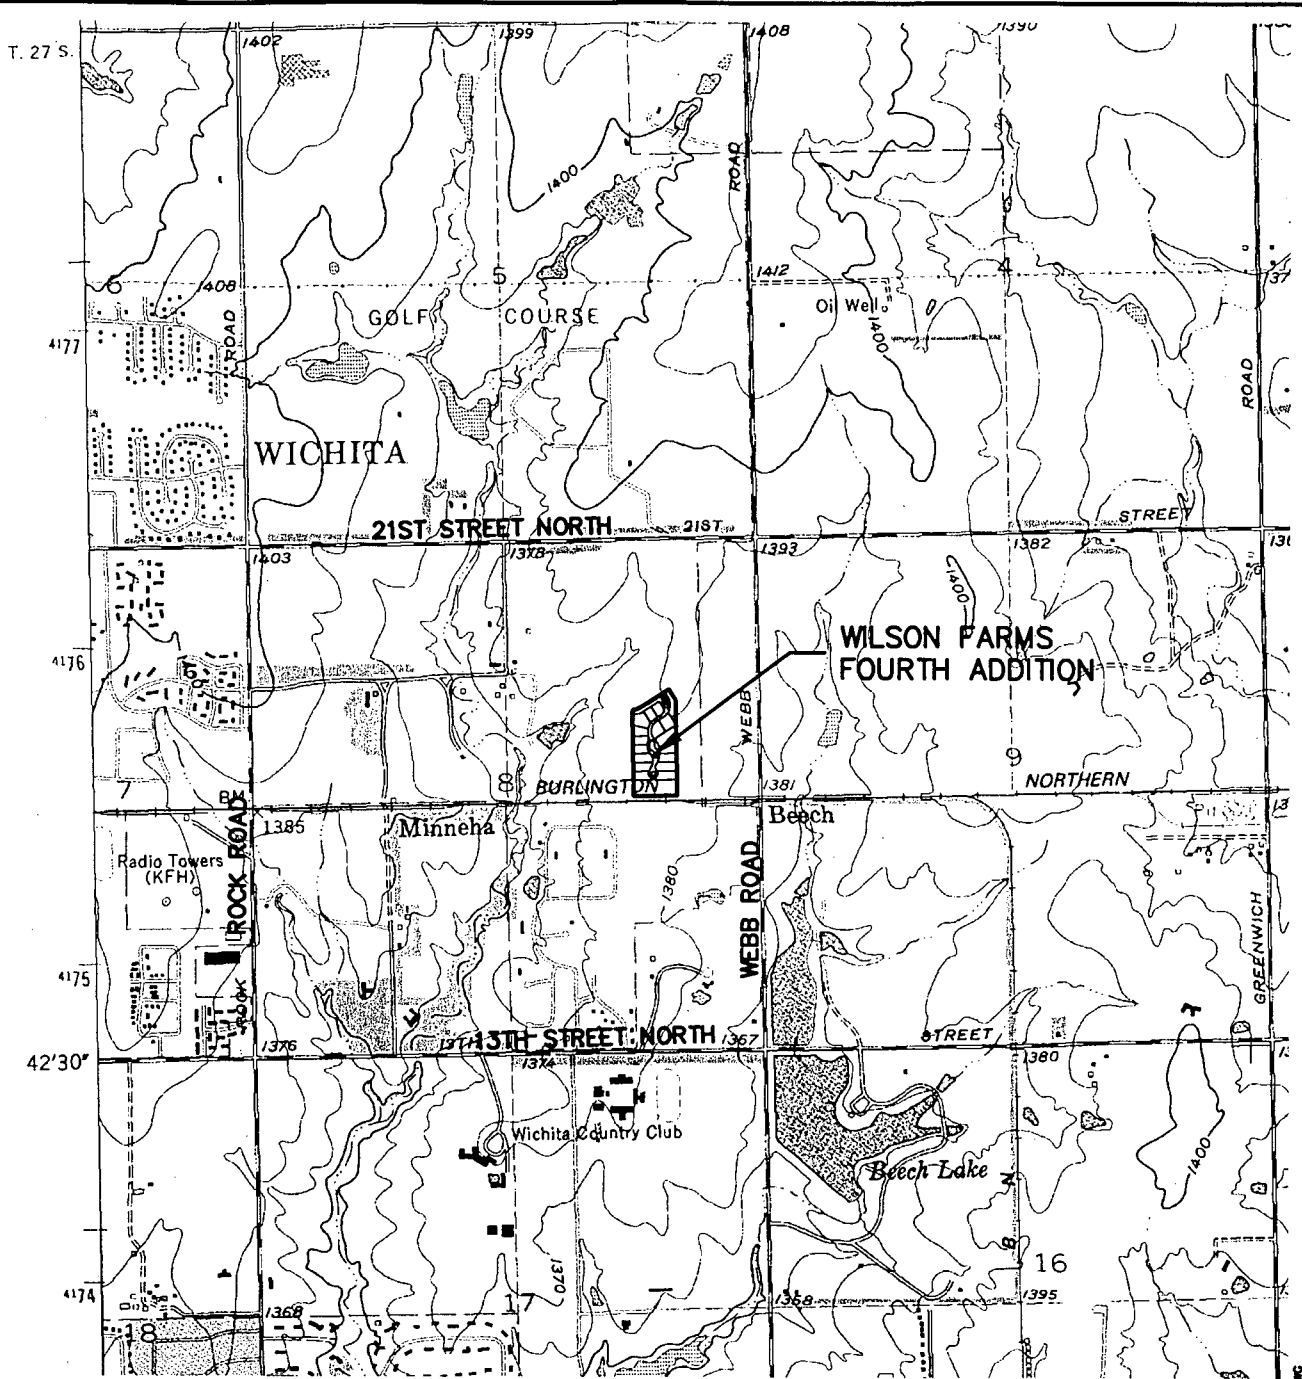 T. 27 S.
1402
1399
1408
1390
1400
ROAD
6
1408
5
1412
4
GOLF COURSE
Oil Well
1400
4177
ROAD
ROAD
WICHITA
21ST STREET NORTH
21ST
STREET
1403
1378
1393
1382
1400
WILSON FARMS
FOURTH ADDITION
4176
WEBB
7
8
9
BM
BURLINGTON
1381
NORTHERN
1385
Minneha
Beech
Radio Towers
(KFH)
ROCK ROAD
1380
WEBB ROAD
GREENWICH
4175
ROCK
13TH
13TH STREET NORTH
1367
STREET
42'30"
1376
1374
1380
Wichita Country Club
Beech Lake
1400
1370
16
4174
1368
17
1358
1395
18